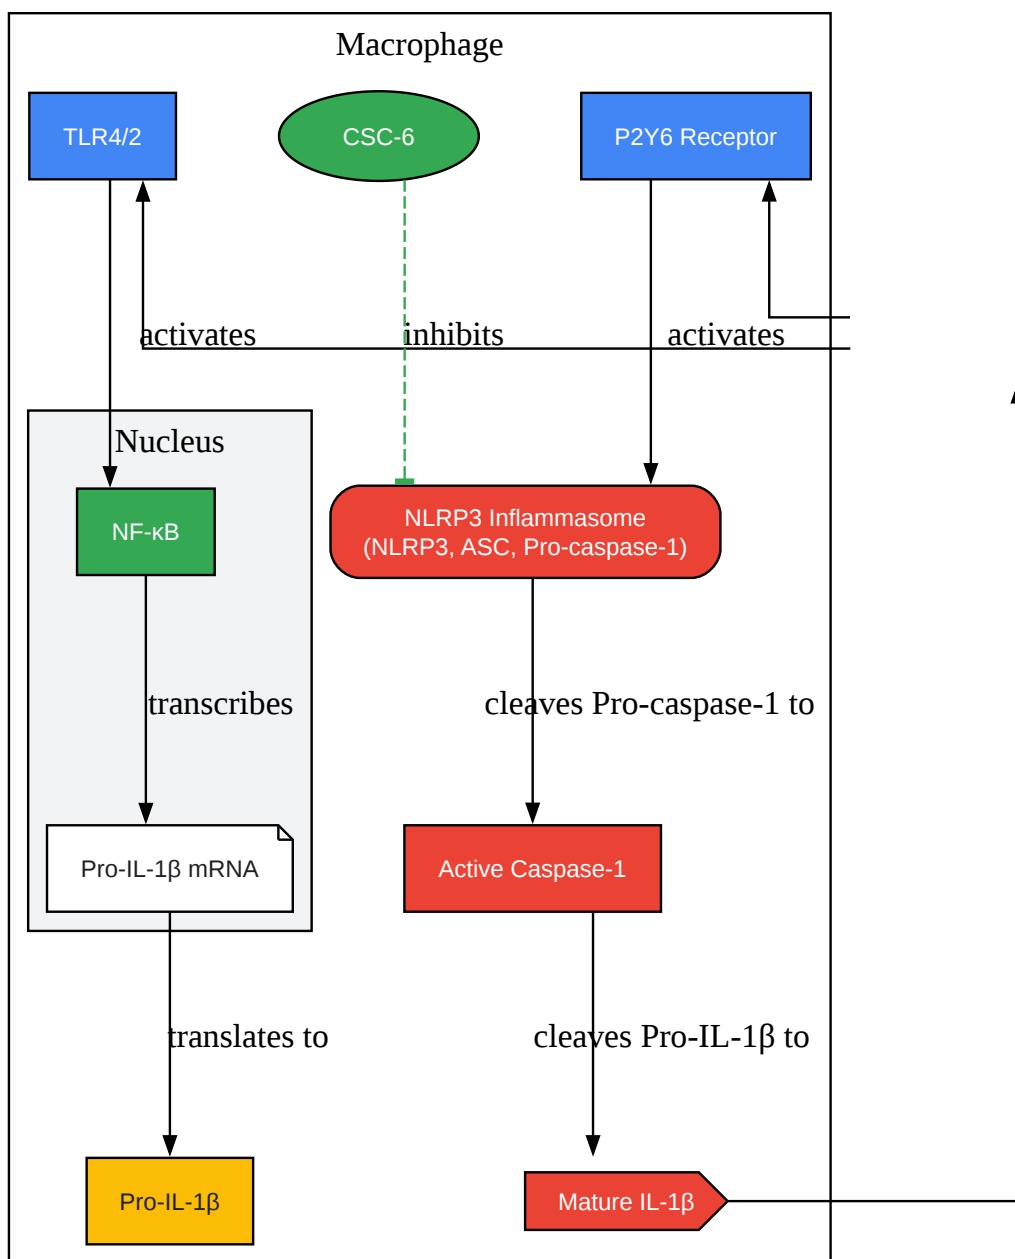 Macrophage
TLR4/2
CSC-6
P2Y6 Receptor
activates
inhibits
activates
Nucleus
NF-κB
NLRP3 Inflammasome
(NLRP3, ASC, Pro-caspase-1)
transcribes
cleaves Pro-caspase-1 to
Pro-IL-1β mRNA
Active Caspase-1
translates to
cleaves Pro-IL-1β to
Pro-IL-1β
Mature IL-1β